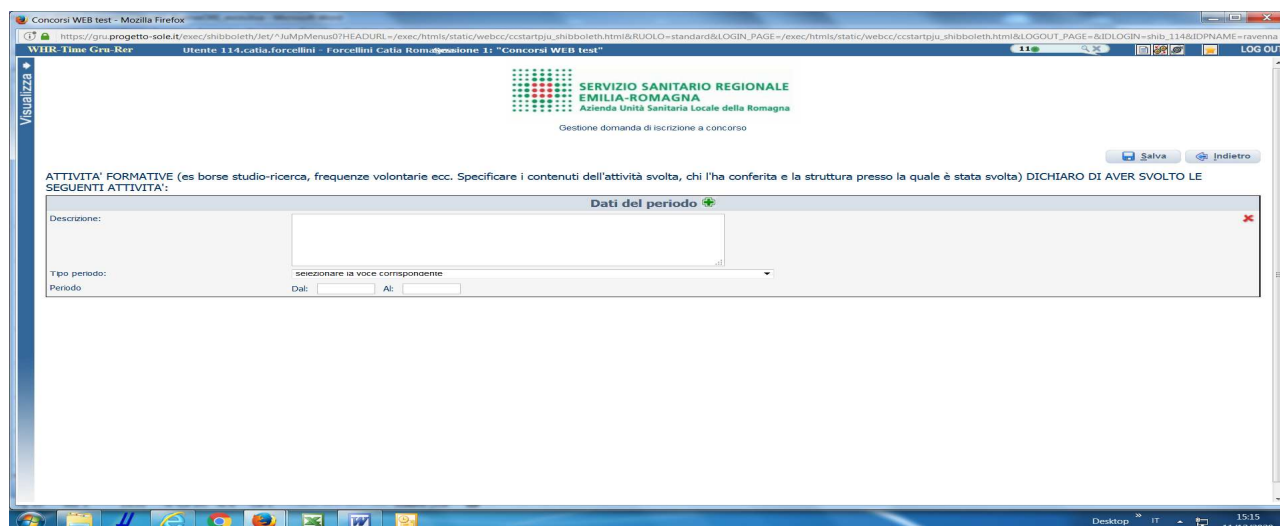 Concorsi WEB test - Mozilla Firefox
https://gru.progetto-sole.it/exec/shibboleth/Jet/^JuMpMenus0?HEADURL=/exec/htmls/static/webcc/ccstartpju_shibboleth.html&RUOLO=standard&LOGIN_PAGE=/exec/htmls/static/webcc/ccstartpju_shibboleth.html&LOGOUT_PAGE=&IDLOGIN=shib_114&IDPNAME=ravenna
WHR-Time Gru-Rer Utente 114.catia.forcellini - Forcellini Catia Sessione 1: "Concorsi WEB test" 11 LOG OUT
Visualizza
SERVIZIO SANITARIO REGIONALE
EMILIA-ROMAGNA
Azienda Unità Sanitaria Locale della Romagna
Gestione domanda di iscrizione a concorso
Salva Indietro
ATTIVITA' FORMATIVE (es borse studio-ricerca, frequenze volontarie ecc. Specificare i contenuti dell'attività svolta, chi l'ha conferita e la struttura presso la quale è stata svolta) DICHIARO DI AVER SVOLTO LE
SEGUENTI ATTIVITA':
Dati del periodo
Descrizione:
Tipo periodo: selezionare la voce corrispondente
Periodo Dal: Al:
Desktop » IT 15:15